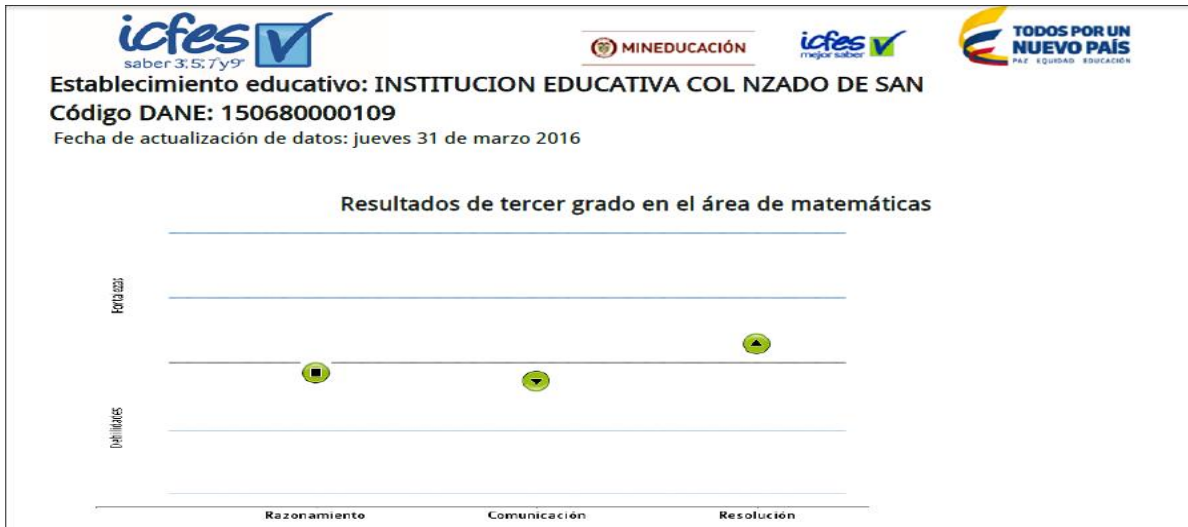 icfes
saber 3°, 5°, 7° y 9°
MINEDUCACIÓN
icfes
mejor saber
TODOS POR UN
NUEVO PAÍS
PAZ EQUIDAD EDUCACIÓN
Establecimiento educativo: INSTITUCION EDUCATIVA COL NZADO DE SAN
Código DANE: 150680000109
Fecha de actualización de datos: jueves 31 de marzo 2016
Resultados de tercer grado en el área de matemáticas
Fortalezas
Debilidades
Razonamiento Comunicación Resolución